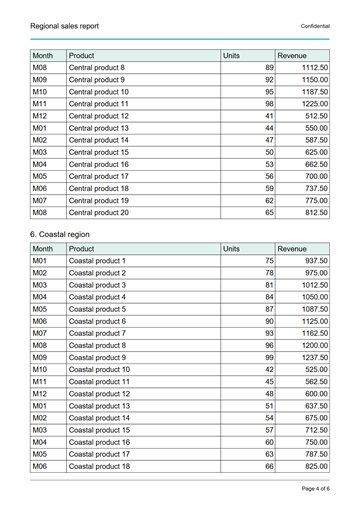 Regional sales report Confidential
Month Product Units Revenue
M08 Central product 8 89 1112.50
M09 Central product 9 92 1150.00
M10 Central product 10 95 1187.50
M11 Central product 11 98 1225.00
M12 Central product 12 41 512.50
M01 Central product 13 44 550.00
M02 Central product 14 47 587.50
M03 Central product 15 50 625.00
M04 Central product 16 53 662.50
M05 Central product 17 56 700.00
M06 Central product 18 59 737.50
M07 Central product 19 62 775.00
M08 Central product 20 65 812.50
6. Coastal region
Month Product Units Revenue
M01 Coastal product 1 75 937.50
M02 Coastal product 2 78 975.00
M03 Coastal product 3 81 1012.50
M04 Coastal product 4 84 1050.00
M05 Coastal product 5 87 1087.50
M06 Coastal product 6 90 1125.00
M07 Coastal product 7 93 1162.50
M08 Coastal product 8 96 1200.00
M09 Coastal product 9 99 1237.50
M10 Coastal product 10 42 525.00
M11 Coastal product 11 45 562.50
M12 Coastal product 12 48 600.00
M01 Coastal product 13 51 637.50
M02 Coastal product 14 54 675.00
M03 Coastal product 15 57 712.50
M04 Coastal product 16 60 750.00
M05 Coastal product 17 63 787.50
M06 Coastal product 18 66 825.00
Page 4 of 6